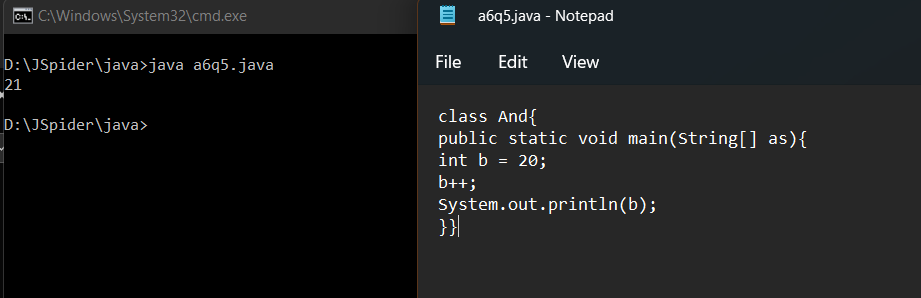 C:\Windows\System32\cmd.exe
D:\JSpider\java>java a6q5.java
21
D:\JSpider\java>
a6q5.java - Notepad
File Edit View
class And{
public static void main(String[] as){
int b = 20;
b++;
System.out.println(b);
}}